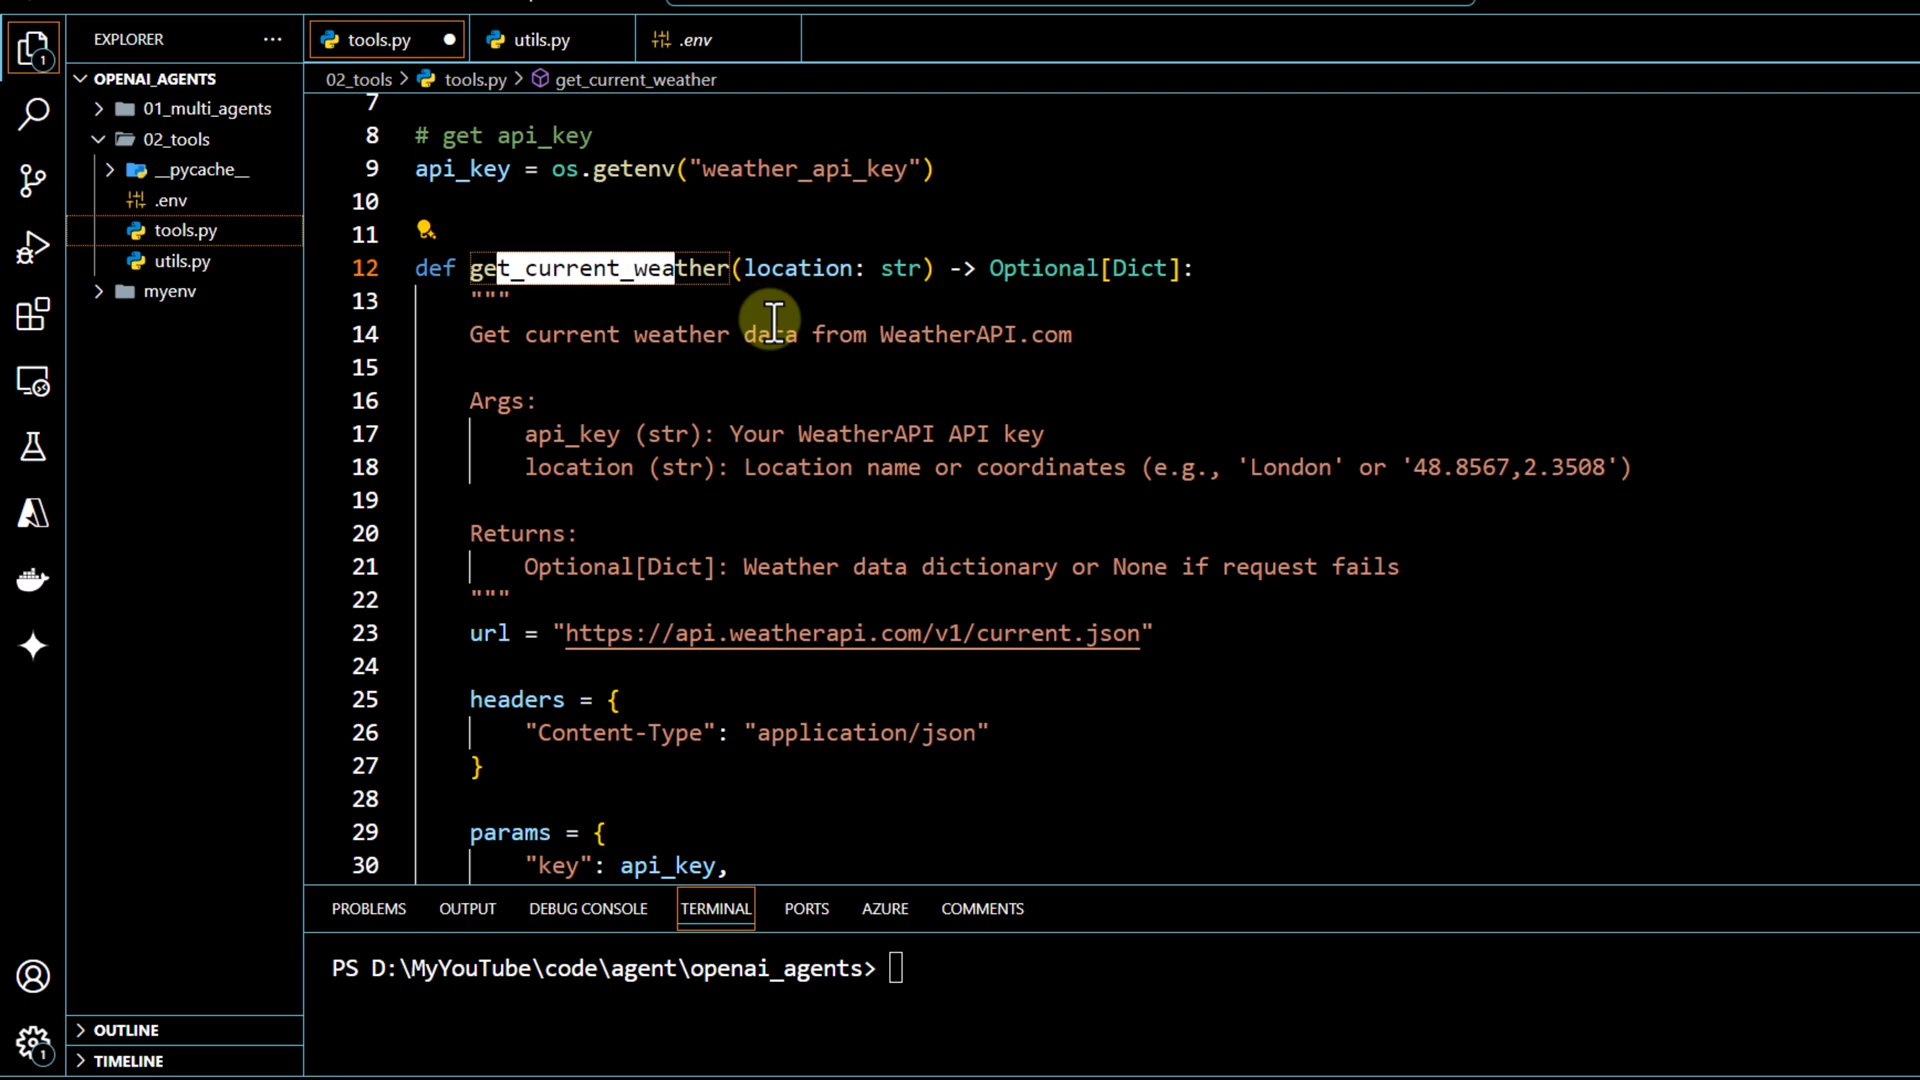 EXPLORER
OPENAI_AGENTS
01_multi_agents
02_tools
__pycache__
.env
tools.py
utils.py
myenv
OUTLINE
TIMELINE
1
1
tools.py
utils.py
.env
02_tools > tools.py > get_current_weather
7
8 # get api_key
9 api_key = os.getenv("weather_api_key")
10
11
12 def get_current_weather(location: str) -> Optional[Dict]:
13 """
14 Get current weather data from WeatherAPI.com
15
16 Args:
17 api_key (str): Your WeatherAPI API key
18 location (str): Location name or coordinates (e.g., 'London' or '48.8567,2.3508')
19
20 Returns:
21 Optional[Dict]: Weather data dictionary or None if request fails
22 """
23 url = "https://api.weatherapi.com/v1/current.json"
24
25 headers = {
26 "Content-Type": "application/json"
27 }
28
29 params = {
30 "key": api_key,
PROBLEMS OUTPUT DEBUG CONSOLE TERMINAL PORTS AZURE COMMENTS
PS D:\MyYouTube\code\agent\openai_agents>